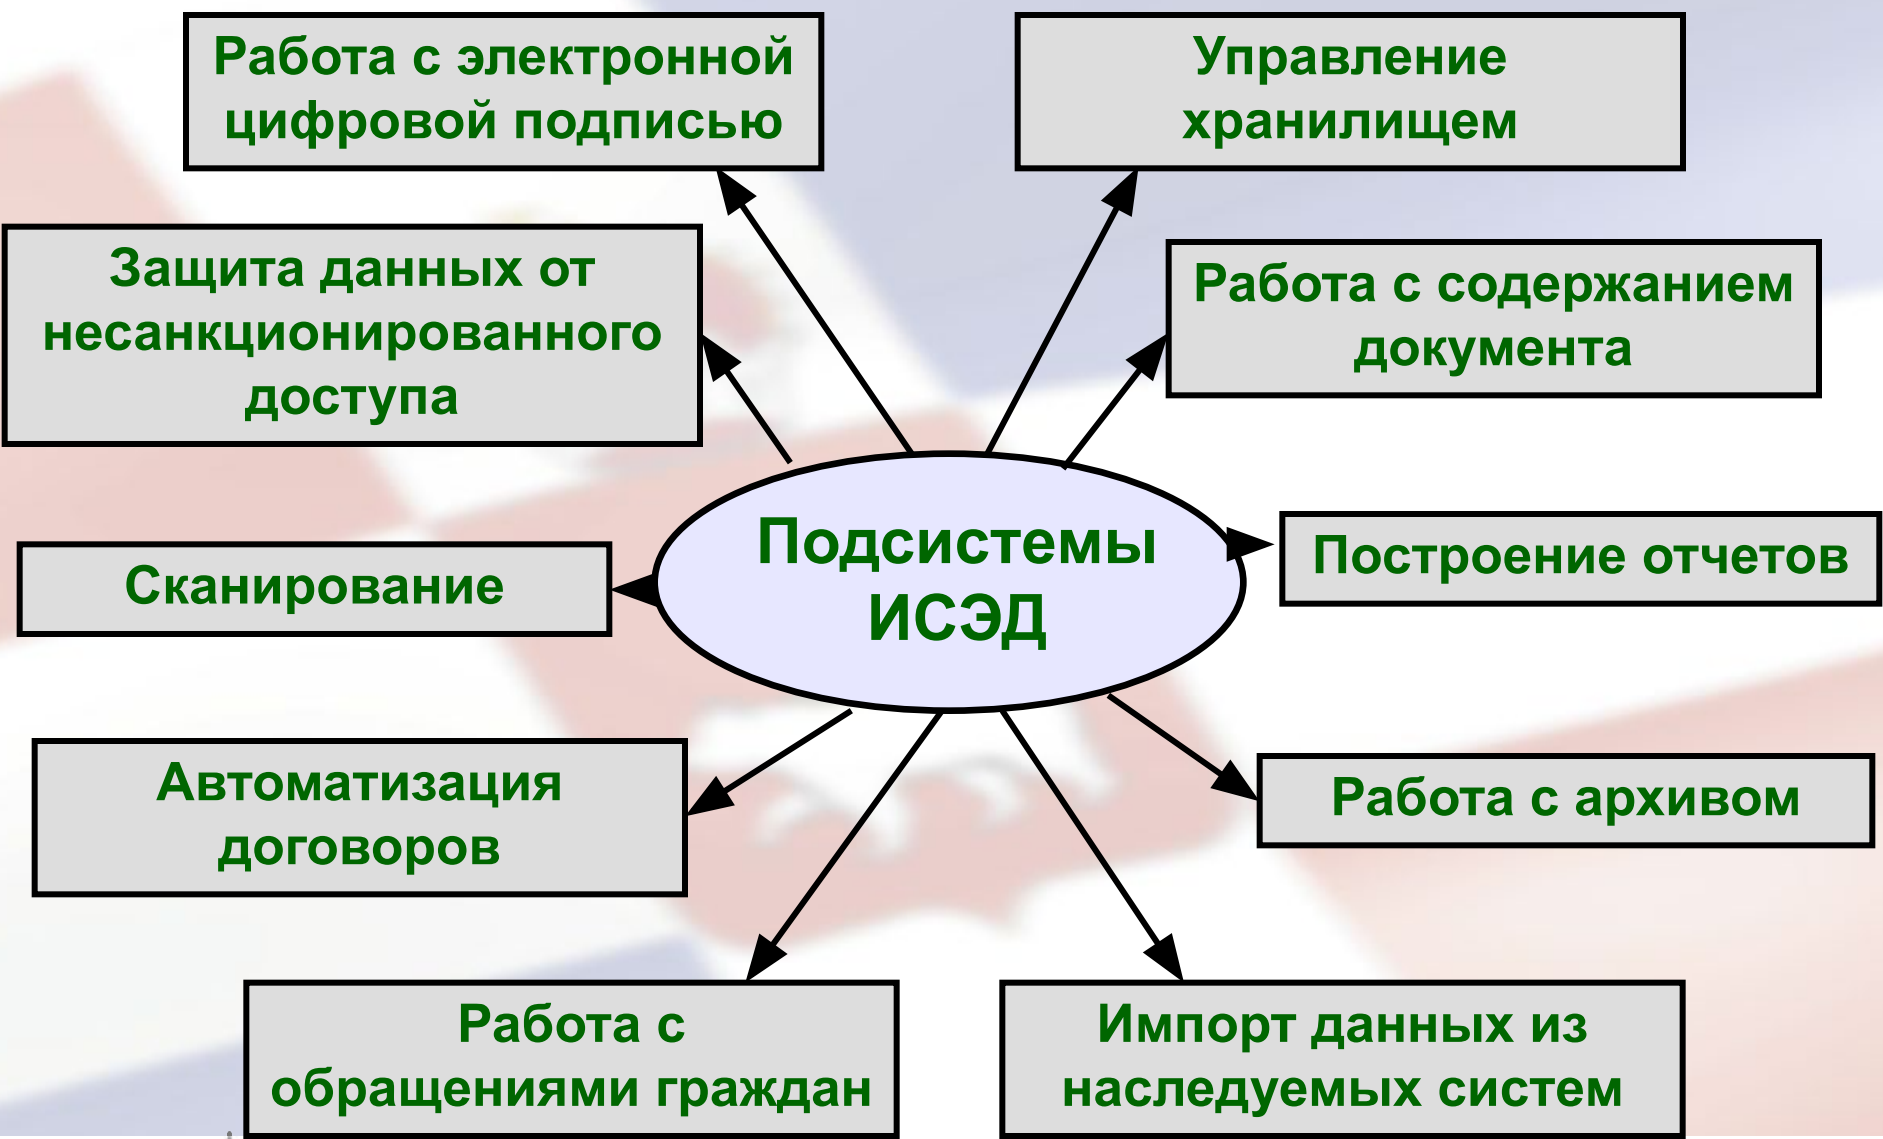 Работа с электронной
цифровой подписью
Управление
хранилищем
Защита данных от
несанкционированного
доступа
Работа с содержанием
документа
Подсистемы
ИСЭД
Построение отчетов
Сканирование
Автоматизация
договоров
Работа с архивом
Работа с
обращениями граждан
Импорт данных из
наследуемых систем